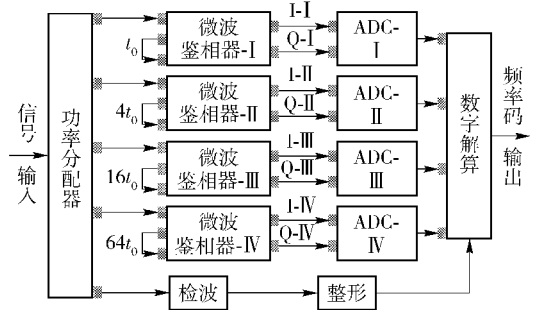 信号
输入
功率分配器
t₀
微波
鉴相器-Ⅰ
I-Ⅰ
Q-Ⅰ
ADC-
Ⅰ
4t₀
微波
鉴相器-Ⅱ
I-Ⅱ
Q-Ⅱ
ADC-
Ⅱ
16t₀
微波
鉴相器-Ⅲ
I-Ⅲ
Q-Ⅲ
ADC-
Ⅲ
64t₀
微波
鉴相器-Ⅳ
I-Ⅳ
Q-Ⅳ
ADC-
Ⅳ
检波
整形
数字解算
频率码
输出